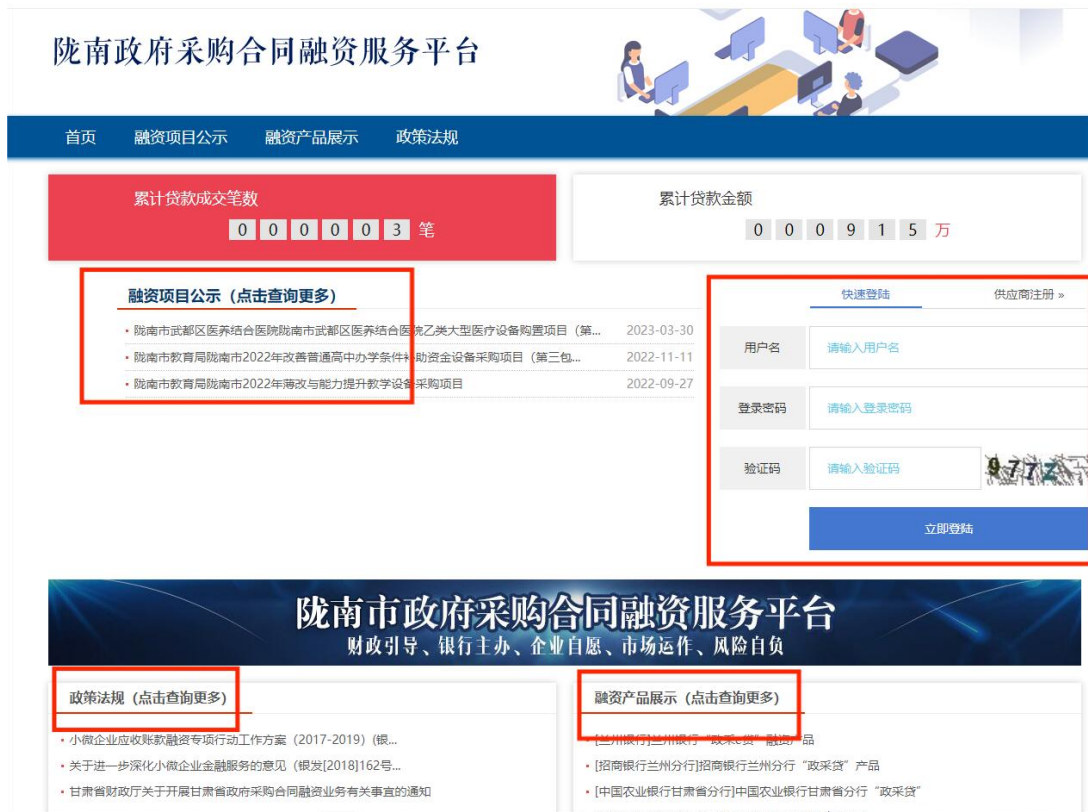 陇南政府采购合同融资服务平台
首页 融资项目公示 融资产品展示 政策法规
累计贷款成交笔数
0 0 0 0 0 3 笔
累计贷款金额
0 0 0 9 1 5 万
融资项目公示（点击查询更多）
• 陇南市武都区医养结合医院陇南市武都区医养结合医院乙类大型医疗设备购置项目（第... 2023-03-30
• 陇南市教育局陇南市2022年改善普通高中办学条件补助资金设备采购项目（第三包... 2022-11-11
• 陇南市教育局陇南市2022年薄改与能力提升教学设备采购项目 2022-09-27
快速登陆 供应商注册 »
用户名 请输入用户名
登录密码 请输入登录密码
验证码 请输入验证码 977Z
立即登陆
陇南市政府采购合同融资服务平台
财政引导、银行主办、企业自愿、市场运作、风险自负
政策法规（点击查询更多）
• 小微企业应收账款融资专项行动工作方案（2017-2019）(银...
• 关于进一步深化小微企业金融服务的意见（银发[2018]162号...
• 甘肃省财政厅关于开展甘肃省政府采购合同融资业务有关事宜的通知
融资产品展示（点击查询更多）
• [兰州银行]兰州银行“政采e贷”融资产品
• [招商银行兰州分行]招商银行兰州分行“政采贷”产品
• [中国农业银行甘肃省分行]中国农业银行甘肃省分行“政采贷”